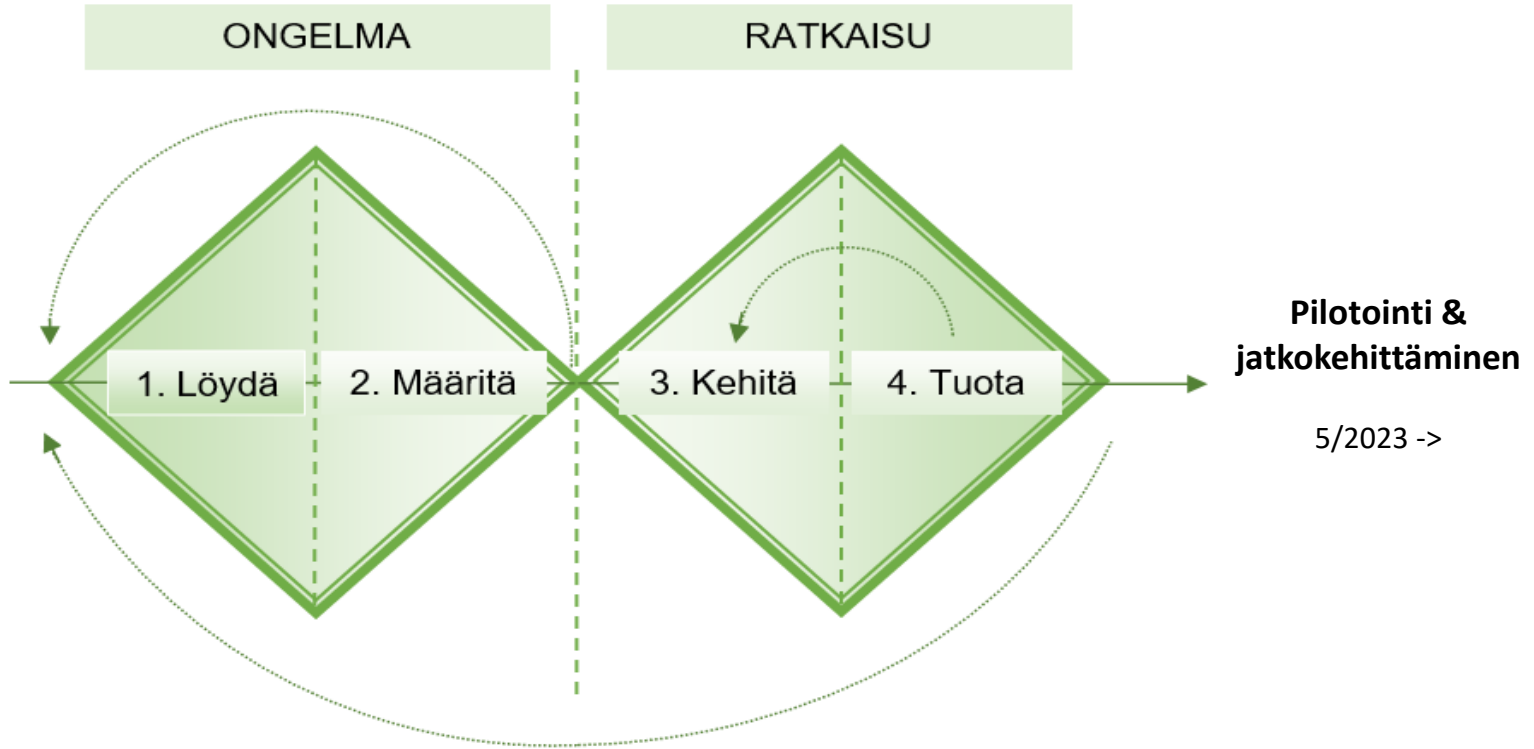 ONGELMA
RATKAISU
1. Löydä
2. Määritä
3. Kehitä
4. Tuota
Pilotointi &
jatkokehittäminen
5/2023 ->